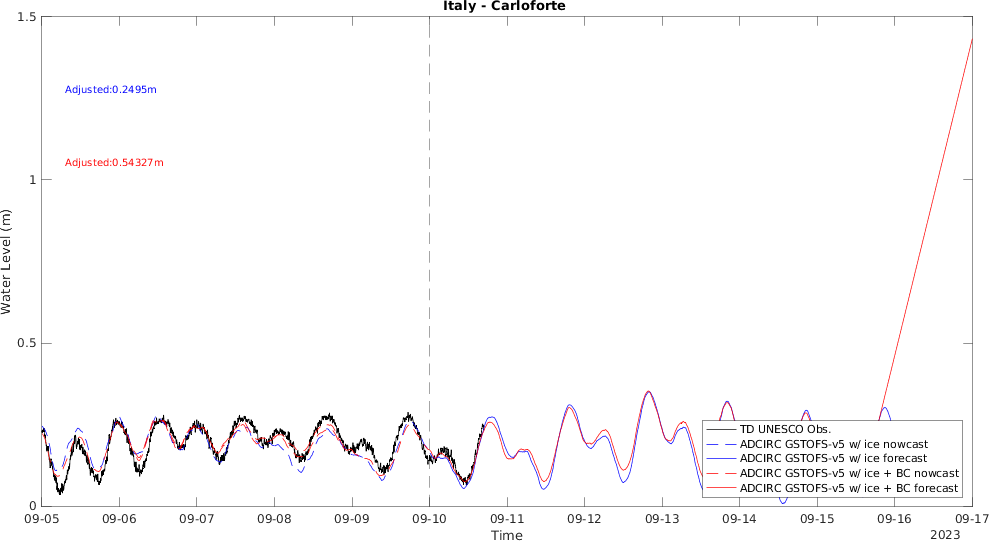 Italy - Carloforte
1.5
Adjusted:0.2495m
Adjusted:0.54327m
1
Water Level (m)
0.5
TD UNESCO Obs.
ADCIRC GSTOFS-v5 w/ ice nowcast
ADCIRC GSTOFS-v5 w/ ice forecast
ADCIRC GSTOFS-v5 w/ ice + BC nowcast
ADCIRC GSTOFS-v5 w/ ice + BC forecast
0
09-05 09-06 09-07 09-08 09-09 09-10 09-11 09-12 09-13 09-14 09-15 09-16 09-17
Time
2023